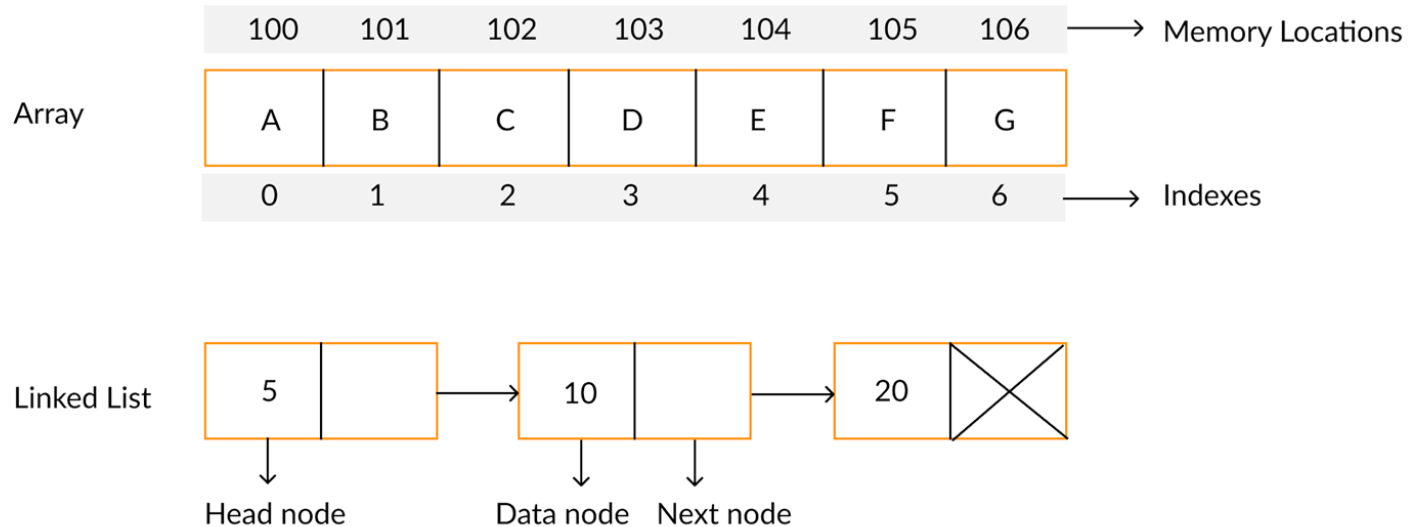 100 101 102 103 104 105 106 Memory Locations
Array A B C D E F G
0 1 2 3 4 5 6 Indexes
Linked List 5 10 20
Head node Data node Next node